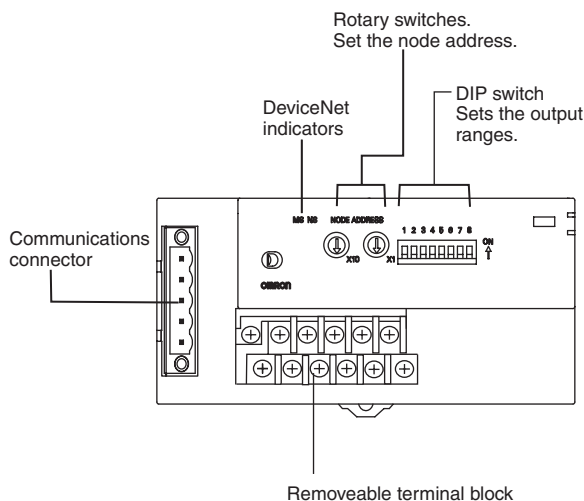 Rotary switches.
Set the node address.
DeviceNet
indicators
DIP switch
Sets the output
ranges.
MS NS
NODE ADDRESS
1 2 3 4 5 6 7 8
ON
X10
X1
OMRON
Communications
connector
Removeable terminal block